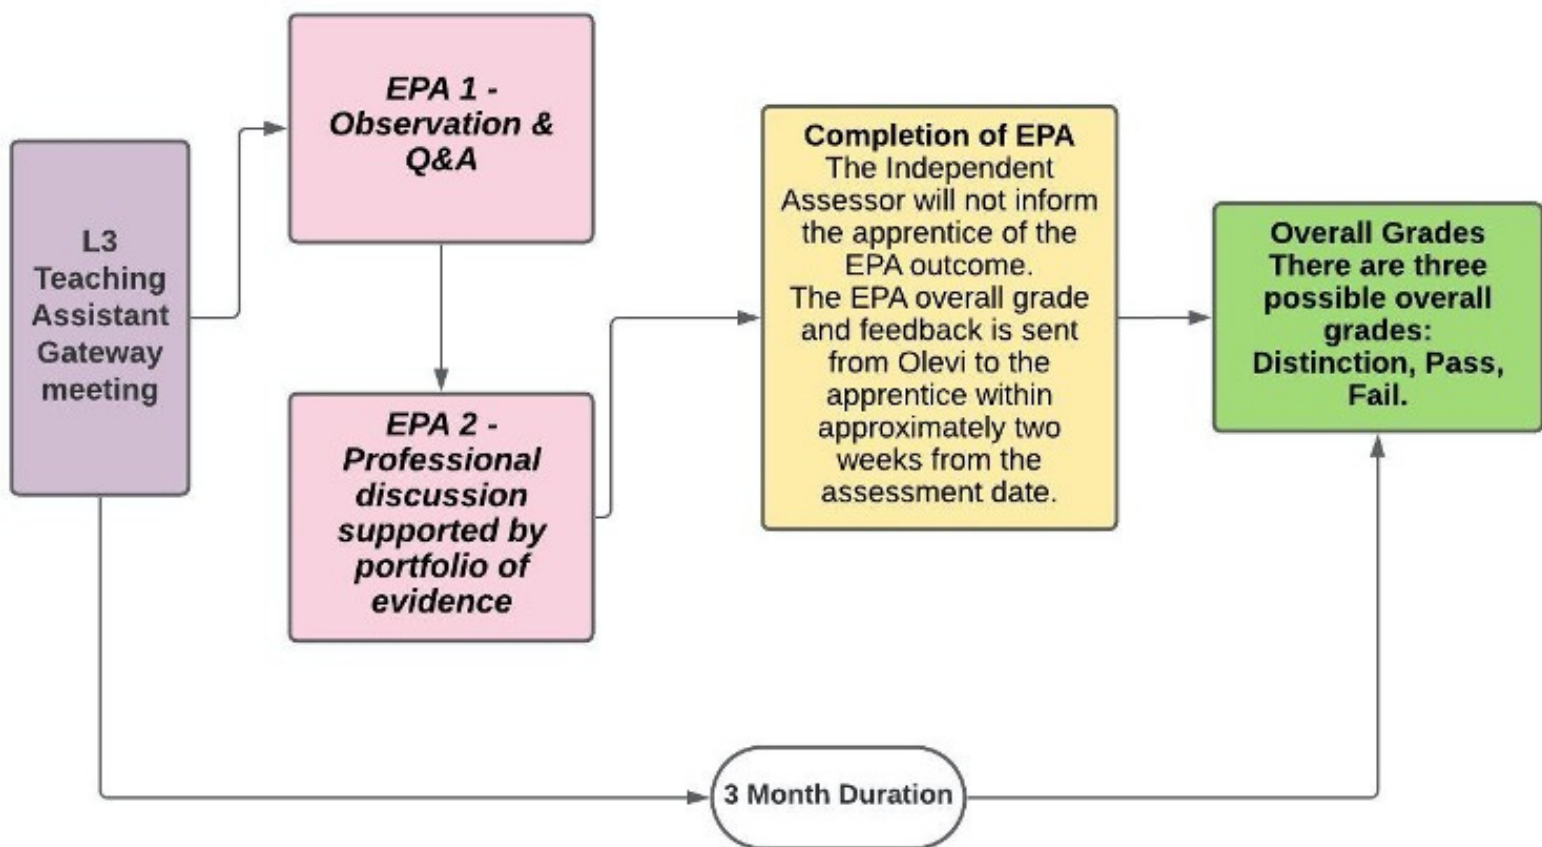 L3
Teaching
Assistant
Gateway
meeting
EPA 1 -
Observation &
Q&A
EPA 2 -
Professional
discussion
supported by
portfolio of
evidence
Completion of EPA
The Independent
Assessor will not inform
the apprentice of the
EPA outcome.
The EPA overall grade
and feedback is sent
from Olevi to the
apprentice within
approximately two
weeks from the
assessment date.
Overall Grades
There are three
possible overall
grades:
Distinction, Pass,
Fail.
3 Month Duration